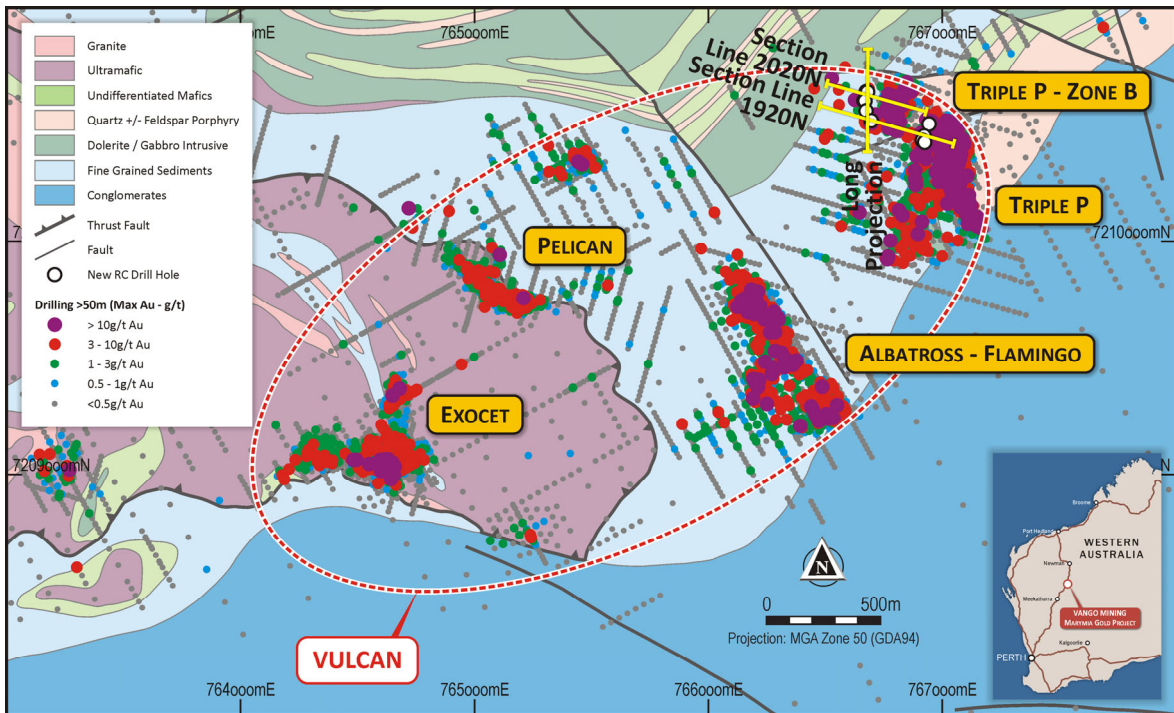 Granite
Ultramafic
Undifferentiated Mafics
Quartz +/- Feldspar Porphyry
Dolerite / Gabbro Intrusive
Fine Grained Sediments
Conglomerates
Thrust Fault
Fault
New RC Drill Hole
Drilling >50m (Max Au - g/t)
> 10g/t Au
3 - 10g/t Au
1 - 3g/t Au
0.5 - 1g/t Au
<0.5g/t Au
765000mE
766000mE
767000mE
Section
Line 2020N
Section Line
1920N
Long
Projection
TRIPLE P - ZONE B
TRIPLE P
7210000mN
PELICAN
ALBATROSS - FLAMINGO
EXOCET
7209000mN
N
VULCAN
N
0 500m
Projection: MGA Zone 50 (GDA94)
764000mE
765000mE
766000mE
767000mE
Broome
Port Hedland
WESTERN
AUSTRALIA
Newman
Meekatharra
VANGO MINING
MARYMIA GOLD PROJECT
Kalgoorlie
PERTH